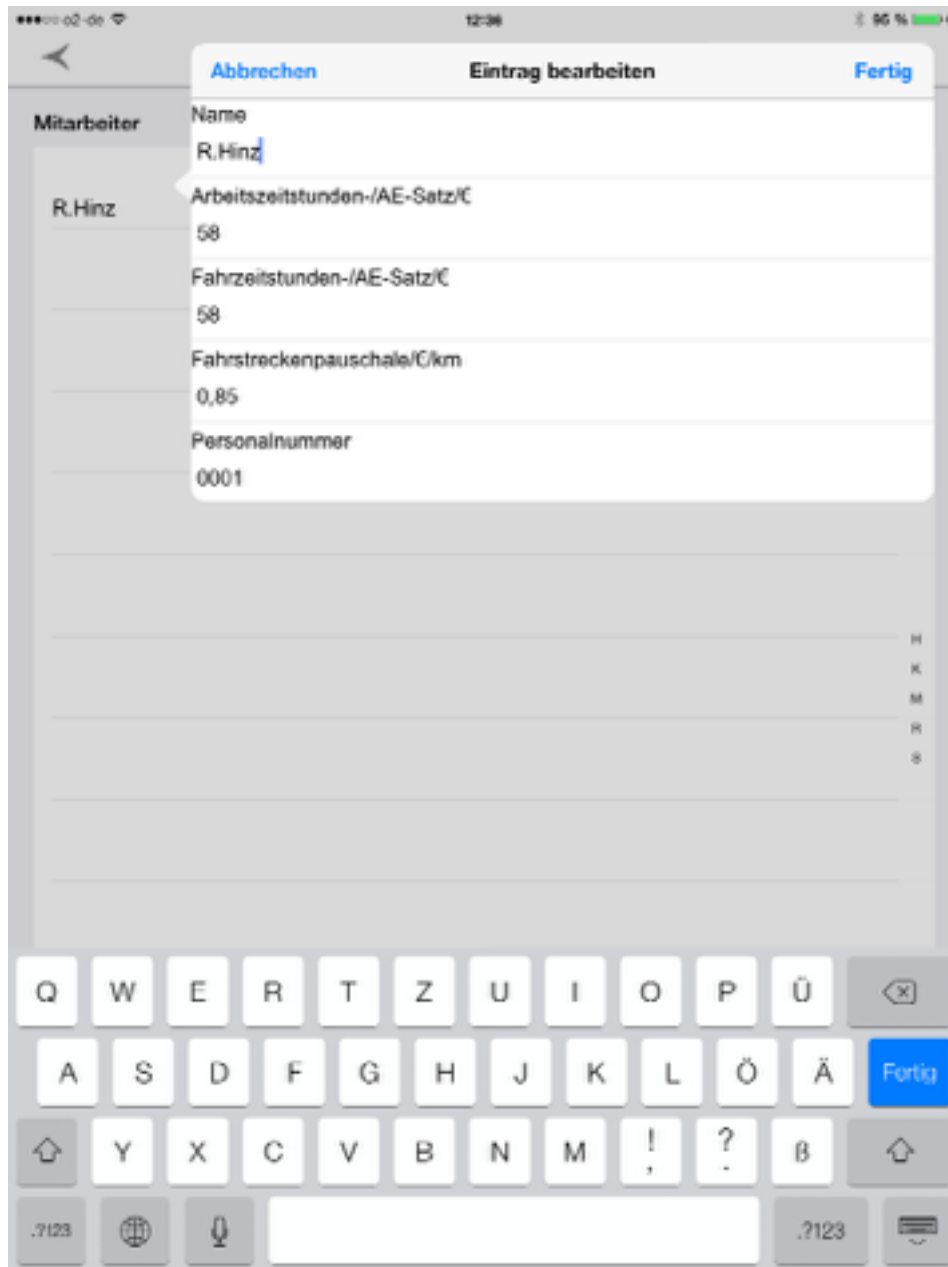 o2-de 12:36 95 %
Abbrechen Eintrag bearbeiten Fertig
Mitarbeiter
Name
R.Hinz
R.Hinz
Arbeitszeitstunden-/AE-Satz/€
58
Fahrzeitstunden-/AE-Satz/€
58
Fahrstreckenpauschale/€/km
0,85
Personalnummer
0001
H
K
M
R
S
Q W E R T Z U I O P Ü
A S D F G H J K L Ö Ä Fertig
Y X C V B N M ! , ? . ß
.?123 .?123